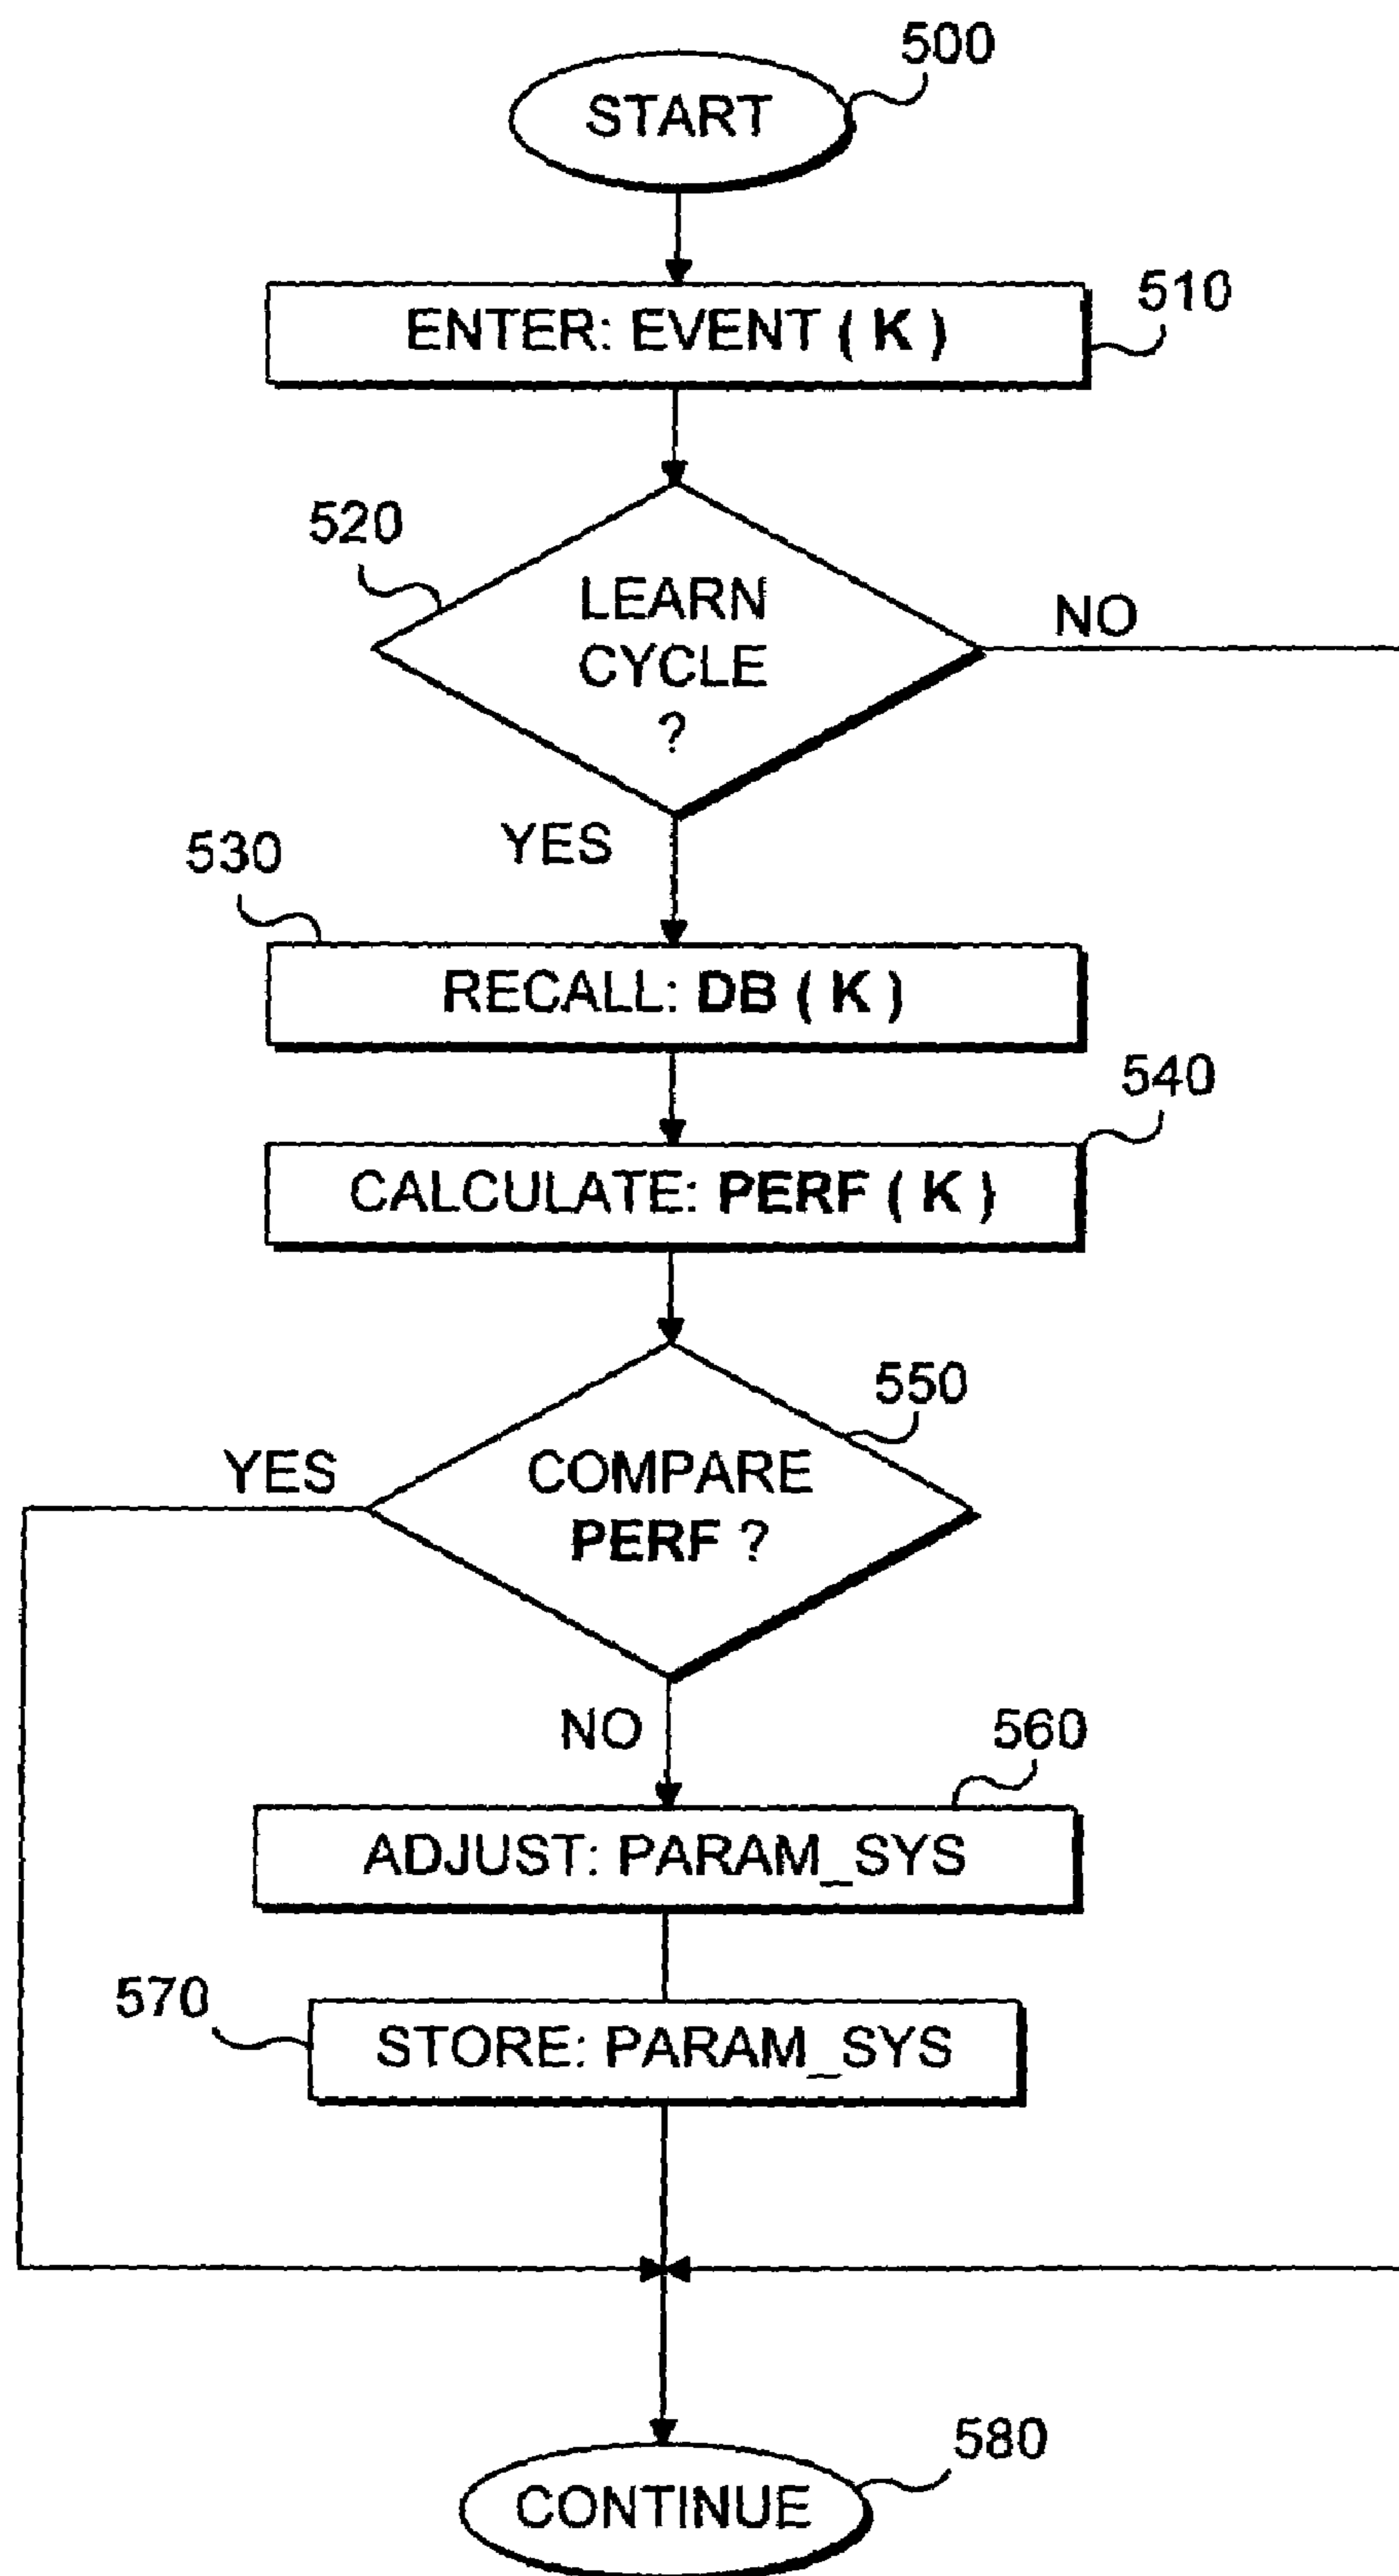 500
START
510
ENTER: EVENT ( K )
520
LEARN
CYCLE
?
NO
YES
530
RECALL: DB ( K )
540
CALCULATE: PERF ( K )
550
YES
COMPARE
PERF ?
NO
560
ADJUST: PARAM_SYS
570
STORE: PARAM_SYS
580
CONTINUE